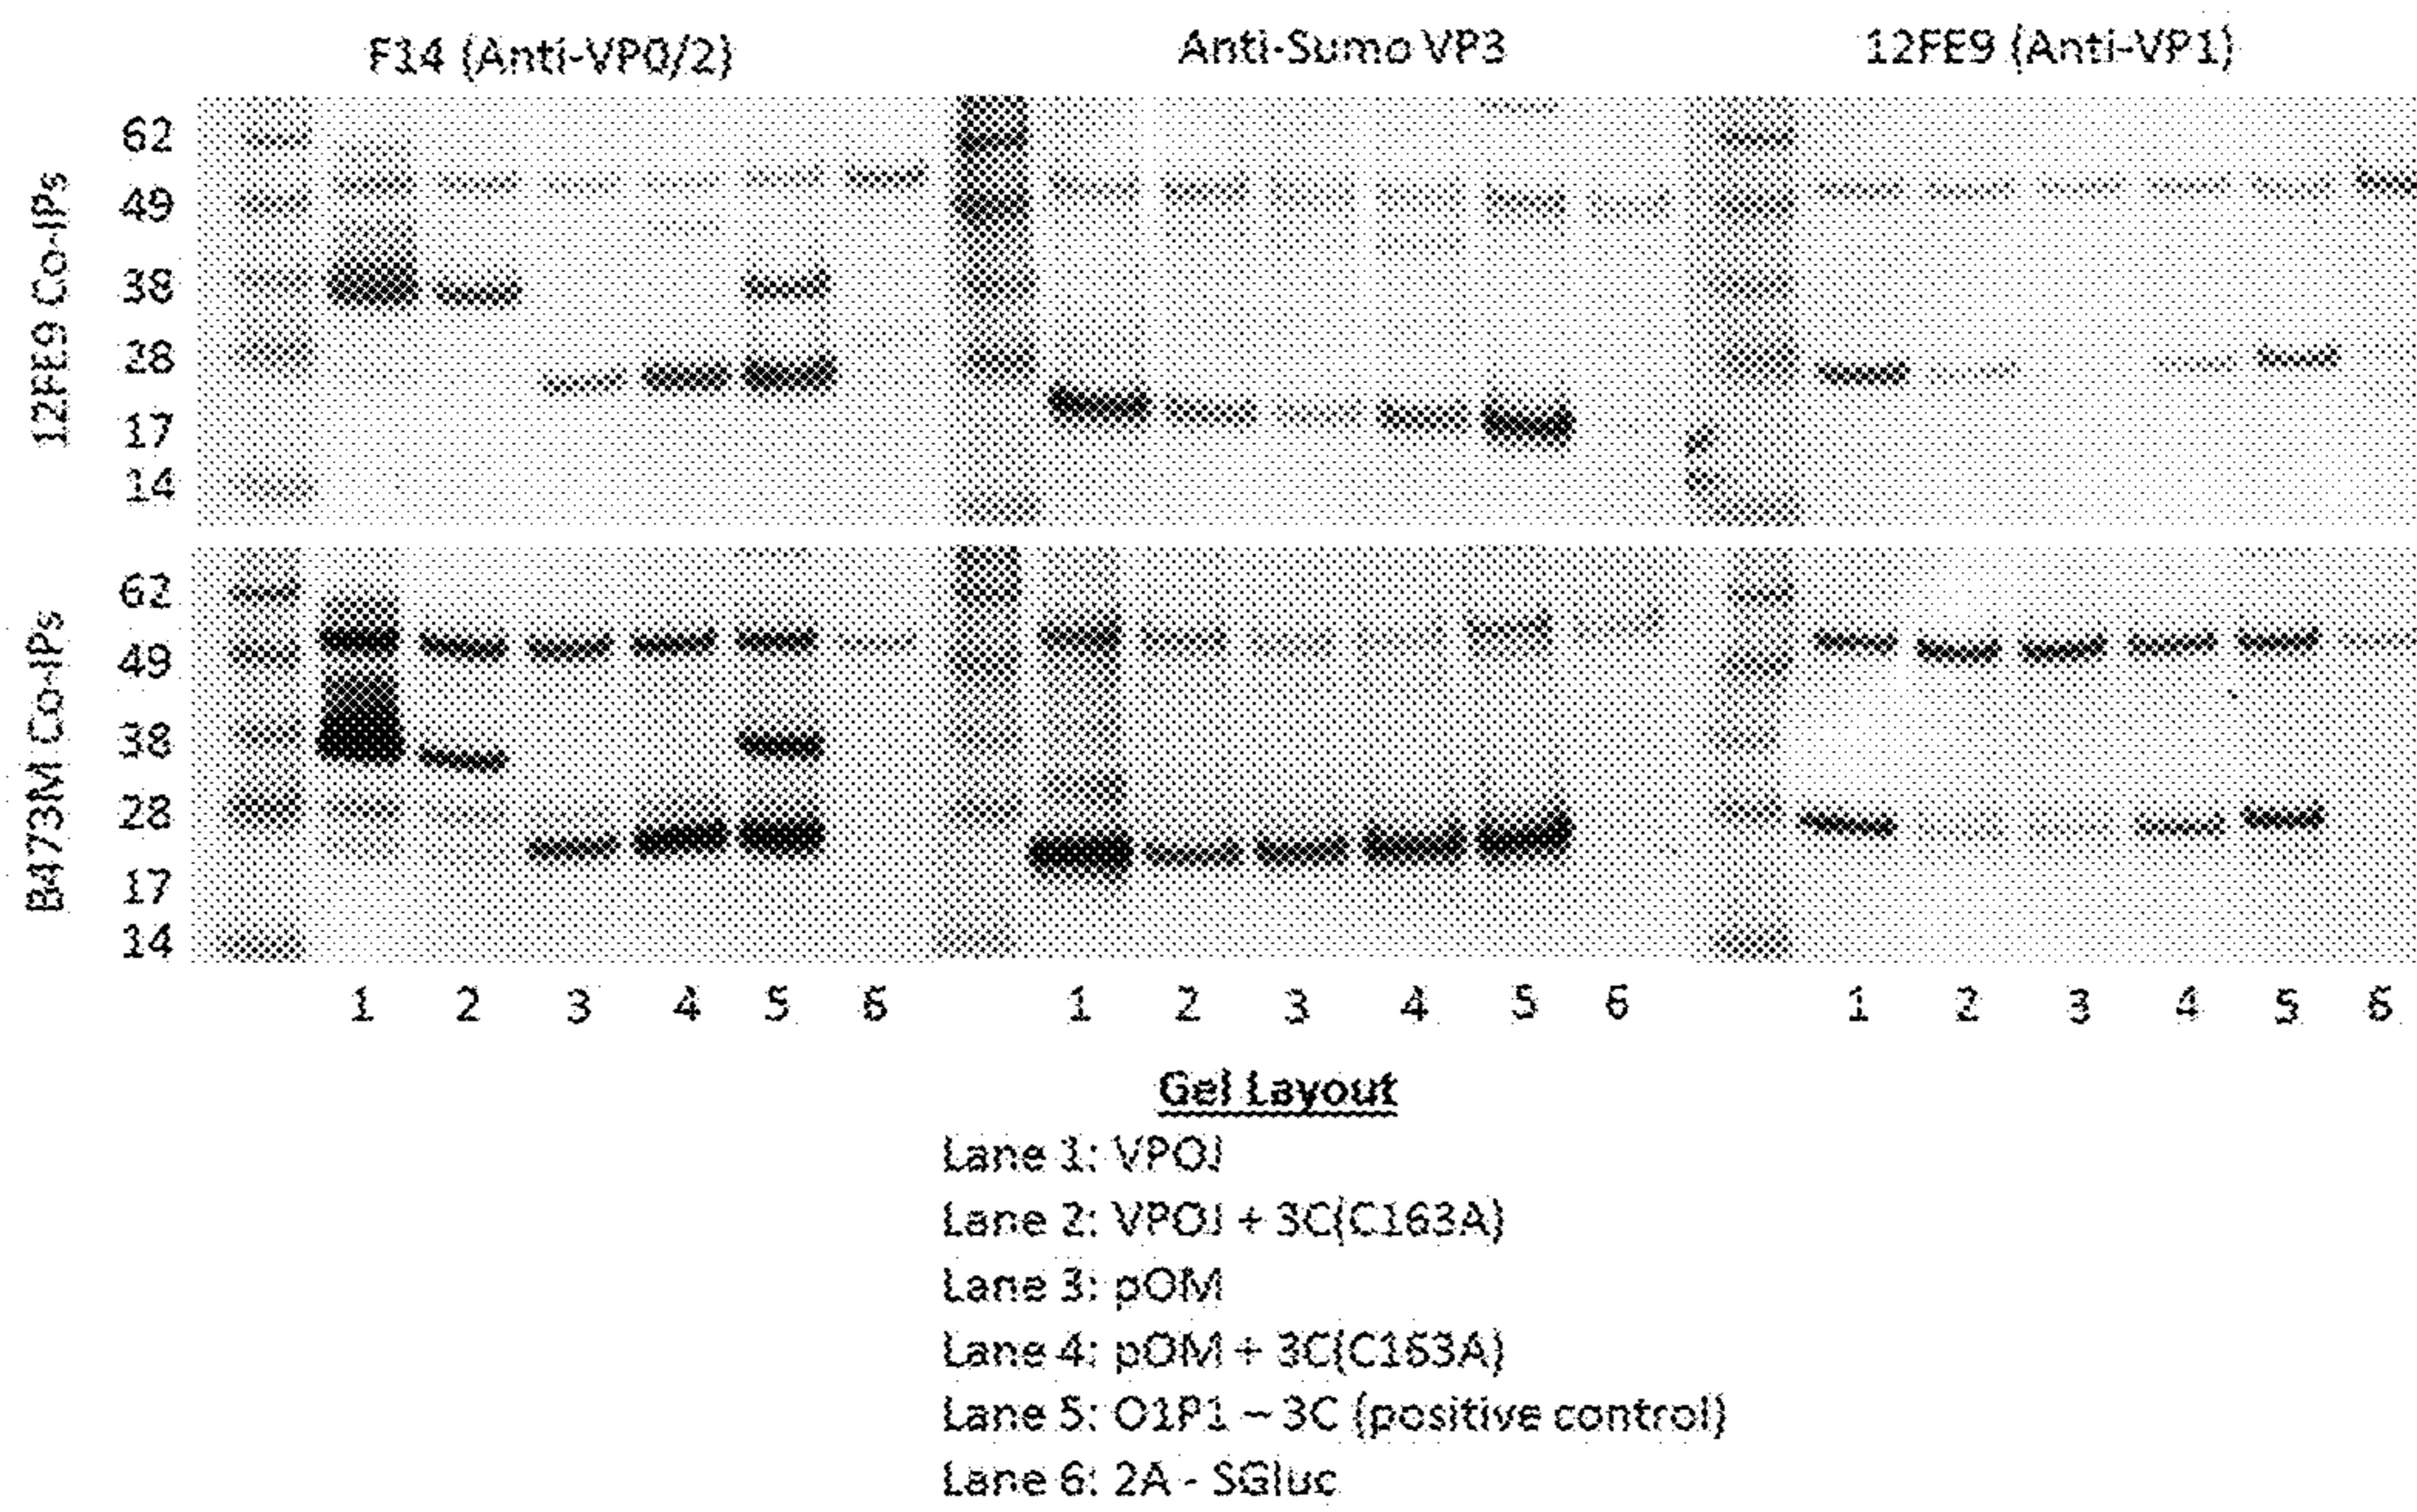 F14 (Anti-VP0/2) Anti-Sumo VP3 12FE9 (Anti-VP1)
12FE9 Co-IPs
62
49
38
28
17
14
B473M Co-IPs
62
49
38
28
17
14
1 2 3 4 5 6 1 2 3 4 5 6 1 2 3 4 5 6
Gel Layout
Lane 1: VPOJ
Lane 2: VPOJ + 3C(C163A)
Lane 3: pOM
Lane 4: pOM + 3C(C163A)
Lane 5: O1P1 – 3C (positive control)
Lane 6: 2A - SGluc